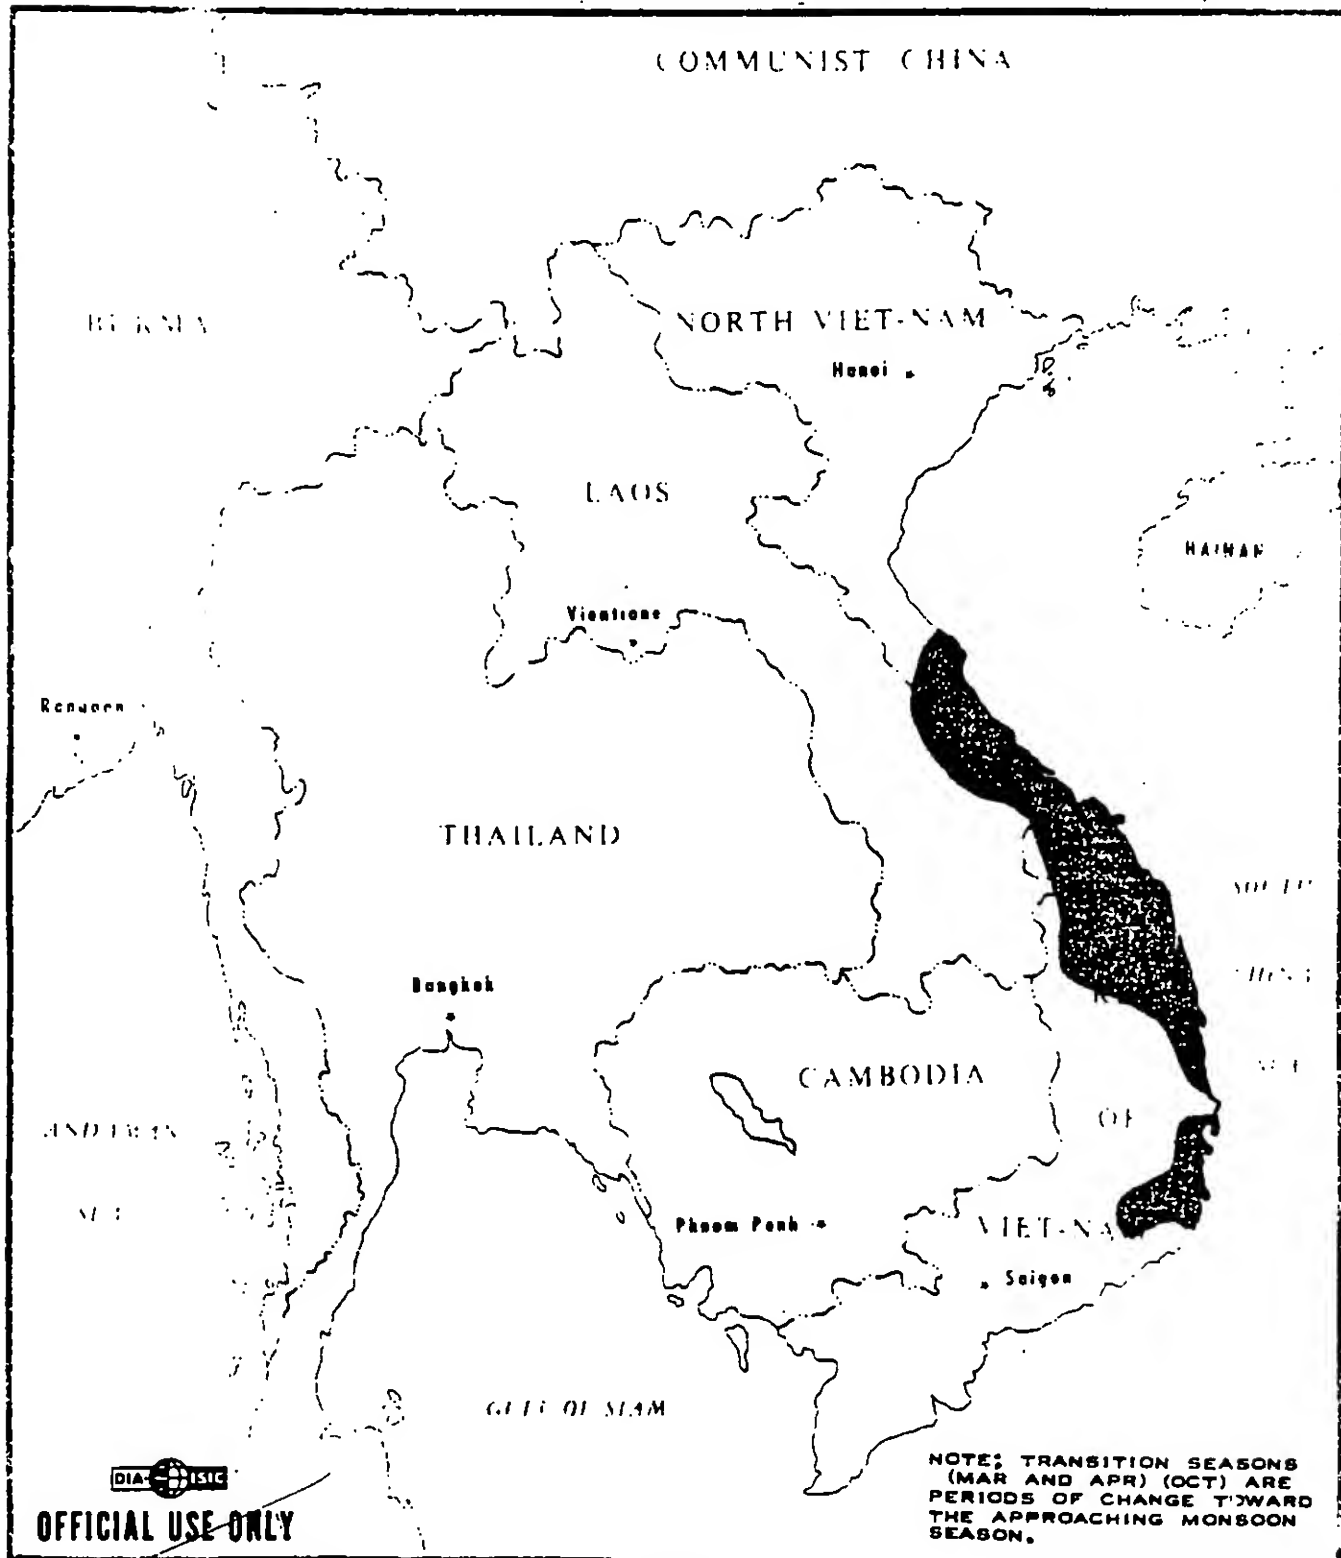 COMMUNIST CHINA
NORTH VIET-NAM
Hanoi
LAOS
HAINAN
Vientiane
THAILAND
Bangkok
CAMBODIA
OF
Phnom Penh
VIET-NA
Saigon
GULF OF SIAM
DIA- ISIC
OFFICIAL USE ONLY
NOTE: TRANSITION SEASONS
(MAR AND APR) (OCT) ARE
PERIODS OF CHANGE TOWARD
THE APPROACHING MONSOON
SEASON.